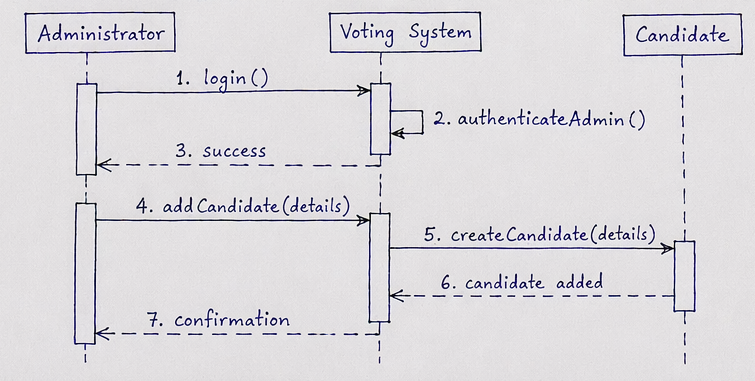 Administrator
Voting System
Candidate
1. login()
2. authenticateAdmin()
3. success
4. addCandidate(details)
5. createCandidate(details)
6. candidate added
7. confirmation